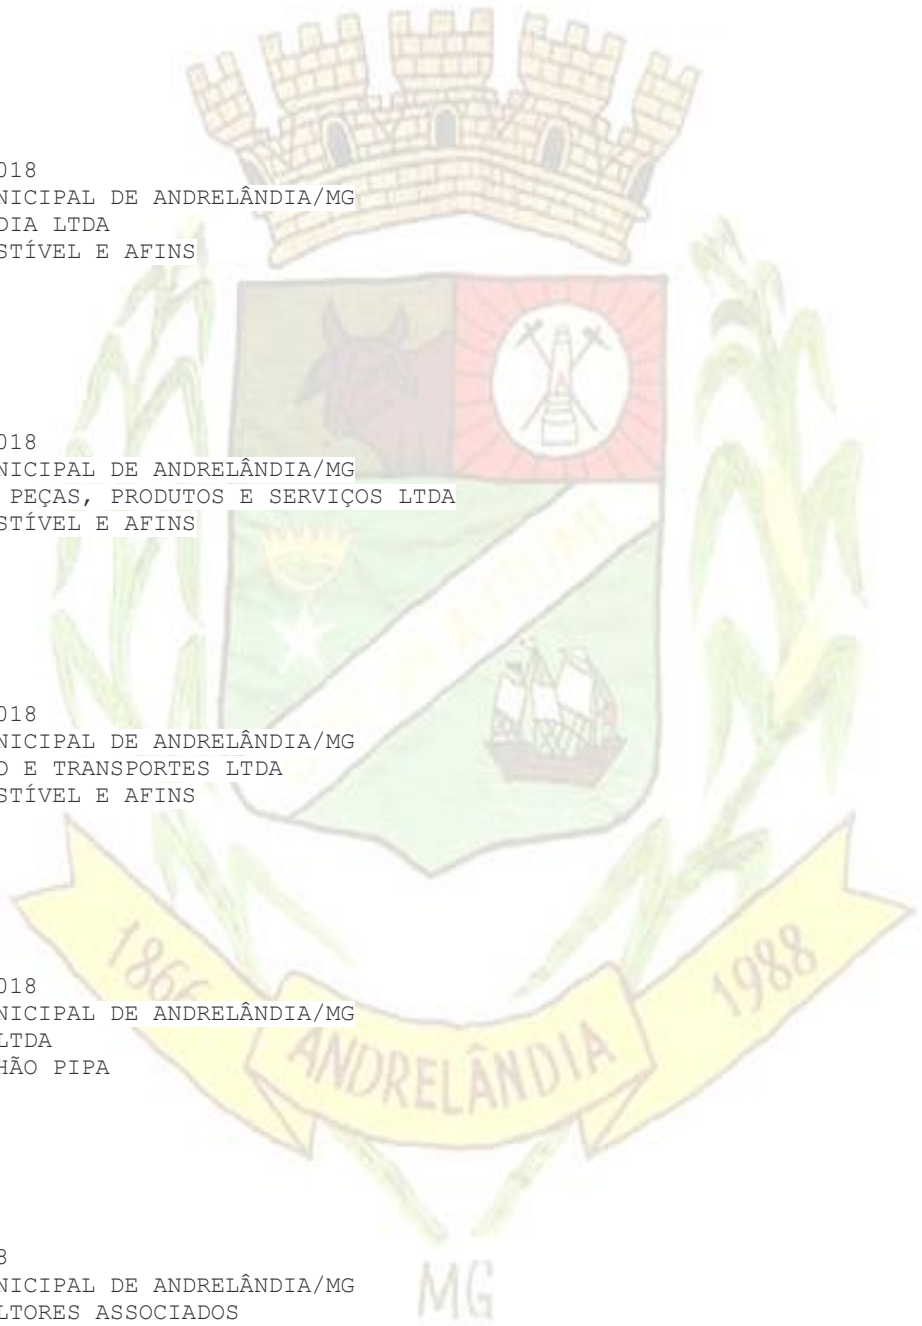 018
NICIPAL DE ANDRELÂNDIA/MG
DIA LTDA
STÍVEL E AFINS
018
NICIPAL DE ANDRELÂNDIA/MG
PEÇAS, PRODUTOS E SERVIÇOS LTDA
STÍVEL E AFINS
018
NICIPAL DE ANDRELÂNDIA/MG
O E TRANSPORTES LTDA
STÍVEL E AFINS
1866
1988
018
NICIPAL DE ANDRELÂNDIA/MG
LTDA
HÃO PIPA
ANDRELÂNDIA
8
NICIPAL DE ANDRELÂNDIA/MG
LTORES ASSOCIADOS
MG